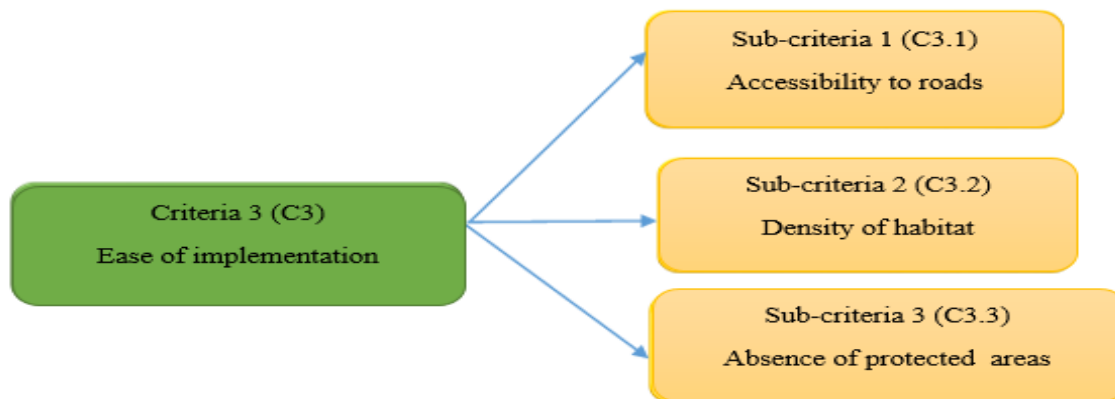 Criteria 3 (C3)
Ease of implementation
Sub-criteria 1 (C3.1)
Accessibility to roads
Sub-criteria 2 (C3.2)
Density of habitat
Sub-criteria 3 (C3.3)
Absence of protected areas